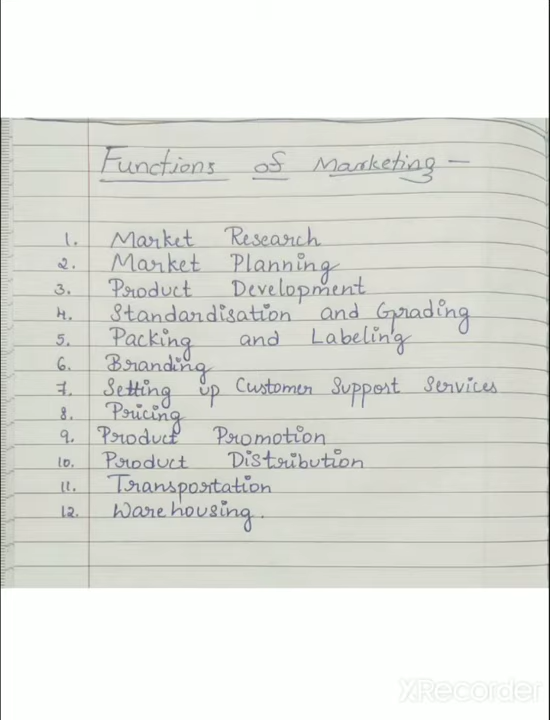 Functions of Marketing -
1. Market Research
2. Market Planning
3. Product Development
4. Standardisation and Grading
5. Packing and Labeling
6. Branding
7. Setting up Customer Support Services
8. Pricing
9. Product Promotion
10. Product Distribution
11. Transportation
12. Warehousing.
XRecorder